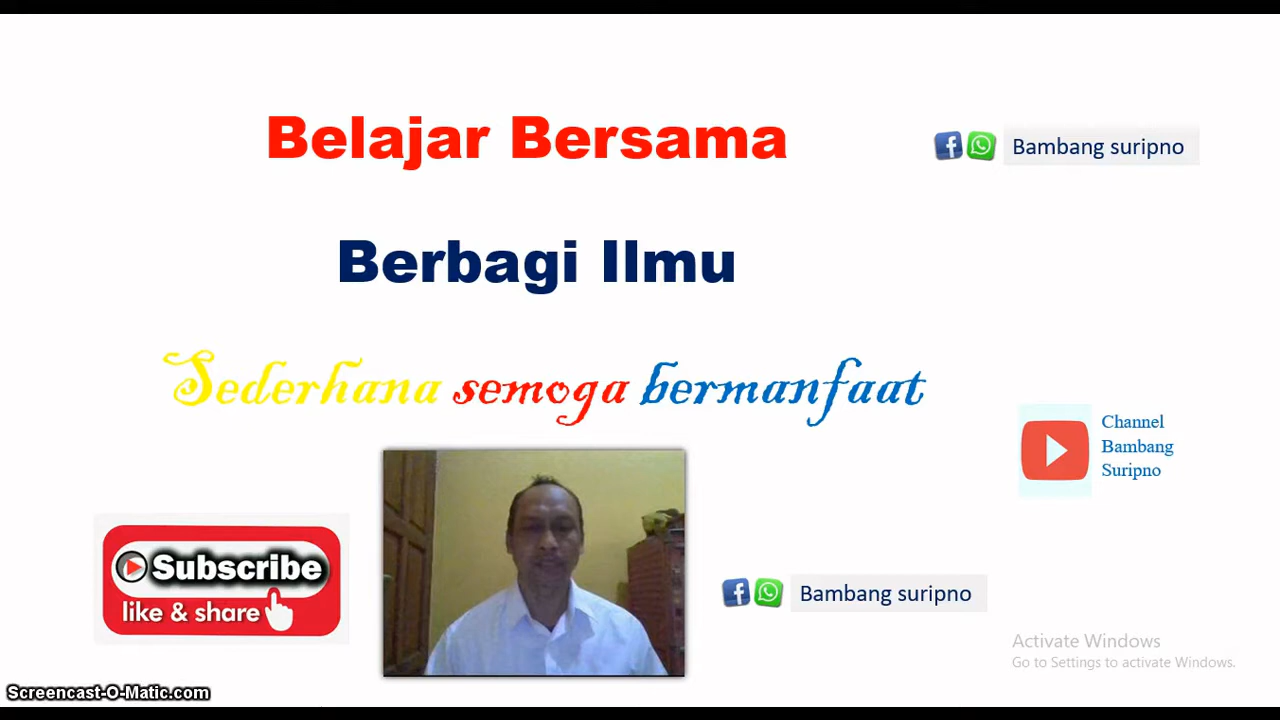 Belajar Bersama
Bambang suripno
Berbagi Ilmu
Sederhana semoga bermanfaat
Channel
Bambang
Suripno
Subscribe
like & share
Bambang suripno
Activate Windows
Go to Settings to activate Windows.
Screencast-O-Matic.com